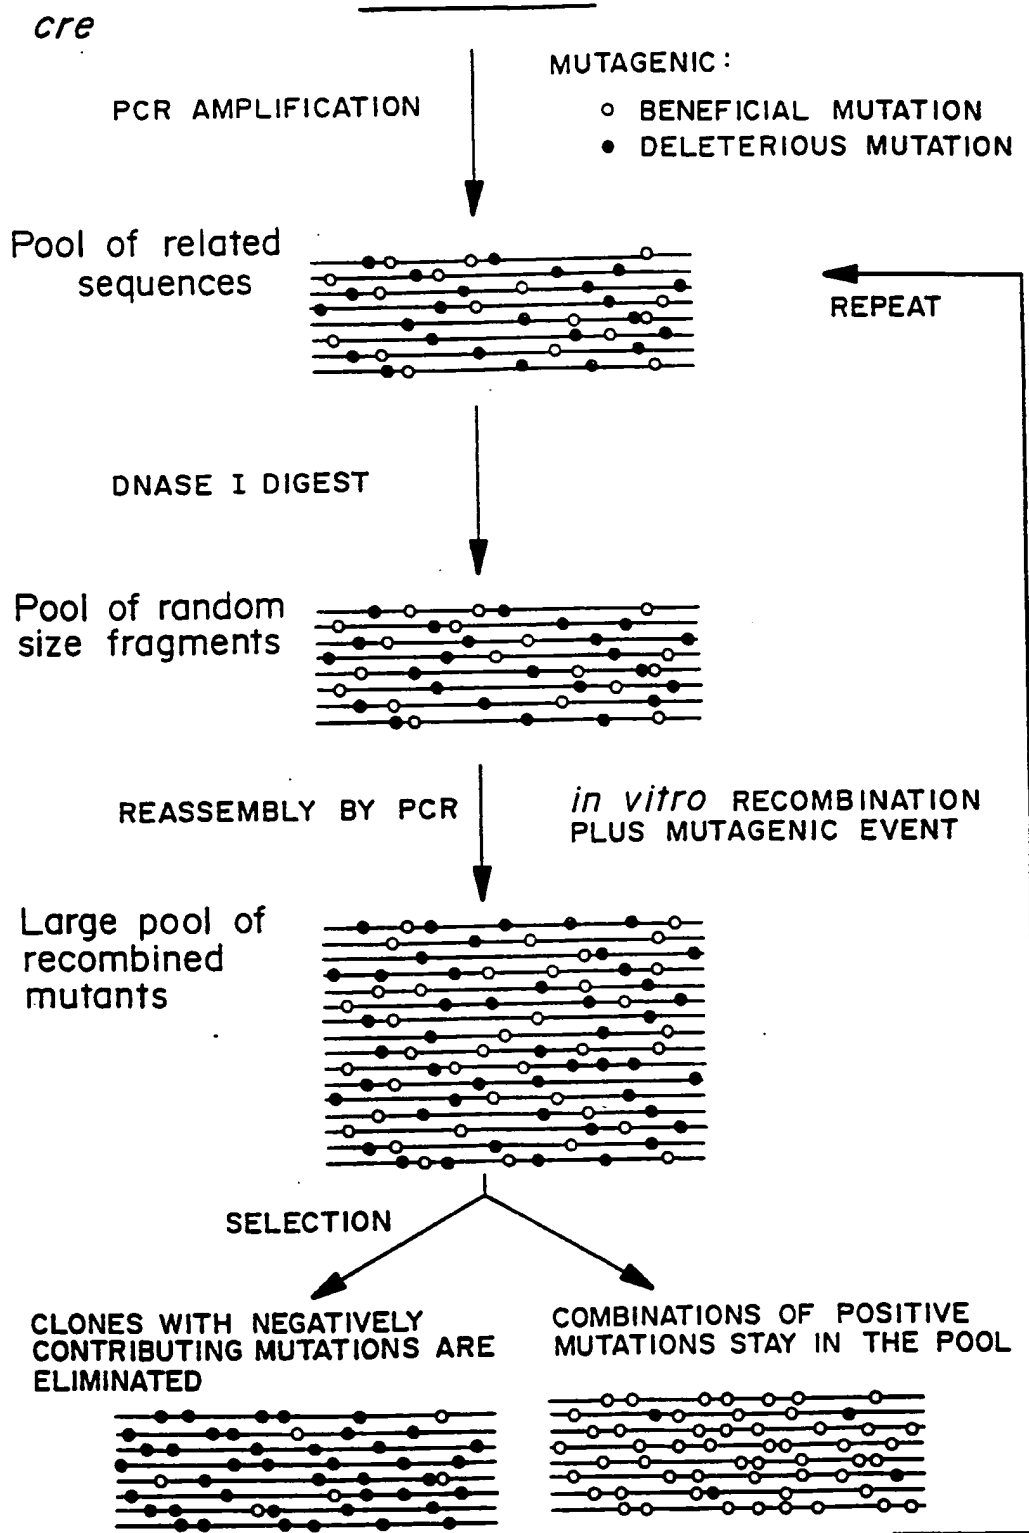 cre
PCR AMPLIFICATION
MUTAGENIC:
BENEFICIAL MUTATION
DELETERIOUS MUTATION
Pool of related
sequences
REPEAT
DNASE I DIGEST
Pool of random
size fragments
REASSEMBLY BY PCR
in vitro RECOMBINATION
PLUS MUTAGENIC EVENT
Large pool of
recombined
mutants
SELECTION
CLONES WITH NEGATIVELY
CONTRIBUTING MUTATIONS ARE
ELIMINATED
COMBINATIONS OF POSITIVE
MUTATIONS STAY IN THE POOL